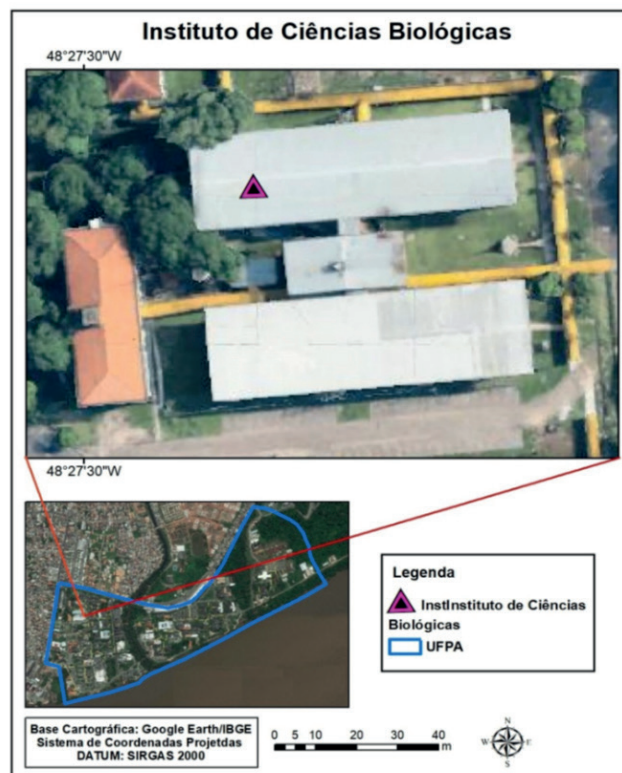 Instituto de Ciências Biológicas
48°27'30"W
48°27'30"W
Legenda
InstInstituto de Ciências
Biológicas
UFPA
Base Cartográfica: Google Earth/IBGE
Sistema de Coordenadas Projetdas
DATUM: SIRGAS 2000
0 5 10 20 30 40
m
N
W E
S